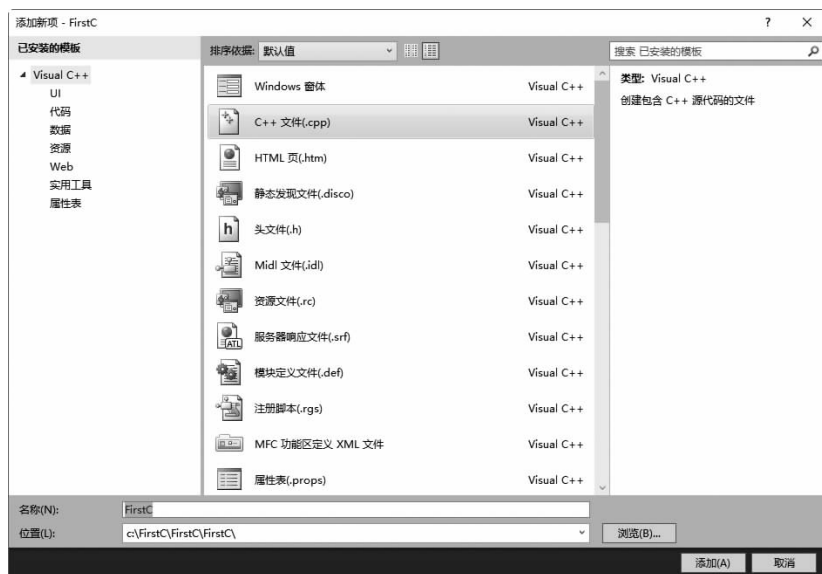 添加新项 - FirstC
?
×
已安装的模板
排序依据: 默认值
搜索 已安装的模板
Visual C++
UI
代码
数据
资源
Web
实用工具
属性表
Windows 窗体 Visual C++
C++ 文件(.cpp) Visual C++
HTML 页(.htm) Visual C++
静态发现文件(.disco) Visual C++
h 头文件(.h) Visual C++
Midl 文件(.idl) Visual C++
资源文件(.rc) Visual C++
ATL 服务器响应文件(.srf) Visual C++
模块定义文件(.def) Visual C++
注册脚本(.rgs) Visual C++
MFC 功能区定义 XML 文件 Visual C++
属性表(.props) Visual C++
类型: Visual C++
创建包含 C++ 源代码的文件
名称(N): FirstC
位置(L): c:\FirstC\FirstC\FirstC\ 浏览(B)...
添加(A) 取消